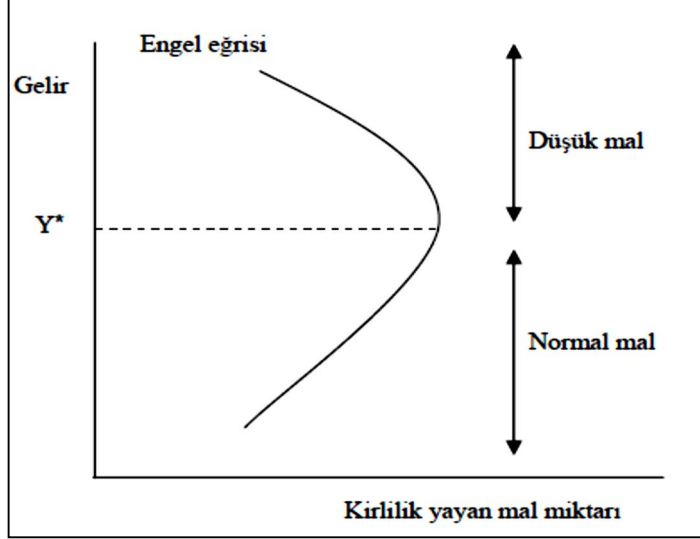 Engel eğrisi
Gelir
Düşük mal
Y*
Normal mal
Kirlilik yayan mal miktarı